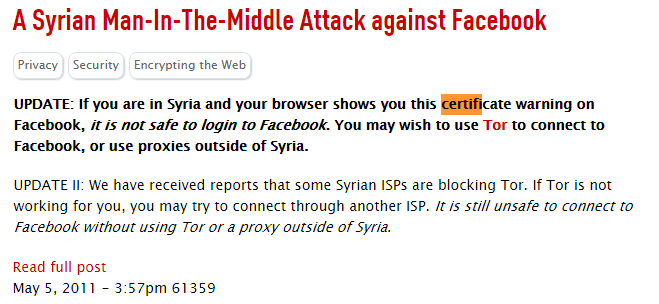 A Syrian Man-In-The-Middle Attack against Facebook
Privacy Security Encrypting the Web
UPDATE: If you are in Syria and your browser shows you this certificate warning on
Facebook, it is not safe to login to Facebook. You may wish to use Tor to connect to
Facebook, or use proxies outside of Syria.
UPDATE II: We have received reports that some Syrian ISPs are blocking Tor. If Tor is not
working for you, you may try to connect through another ISP. It is still unsafe to connect to
Facebook without using Tor or a proxy outside of Syria.
Read full post
May 5, 2011 - 3:57pm 61359